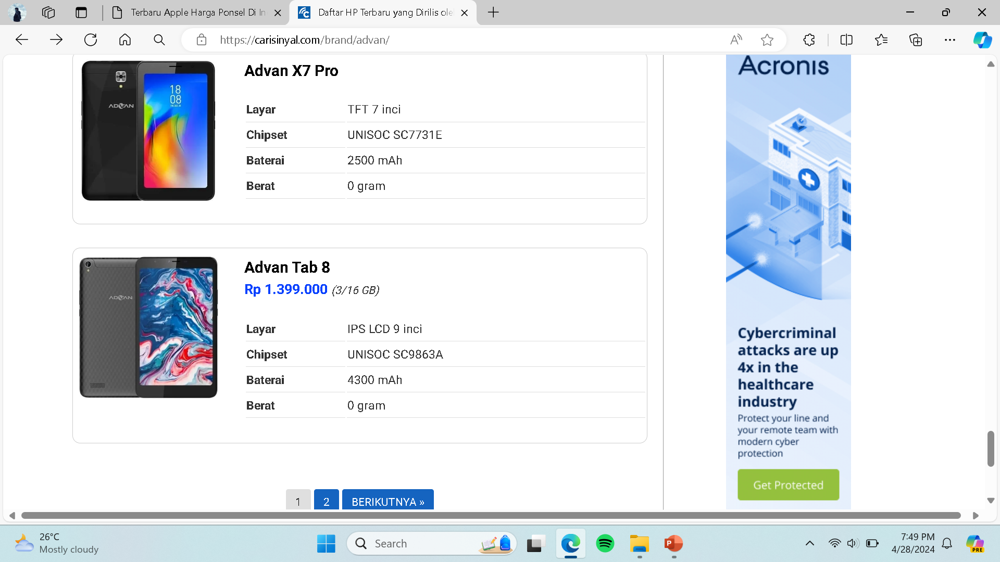 Terbaru Apple Harga Ponsel Di In
Daftar HP Terbaru yang Dirilis ole
https://carisinyal.com/brand/advan/
Advan X7 Pro
18
08
ADVAN
Layar TFT 7 inci
Chipset UNISOC SC7731E
Baterai 2500 mAh
Berat 0 gram
Advan Tab 8
Rp 1.399.000 (3/16 GB)
ADVAN
Layar IPS LCD 9 inci
Chipset UNISOC SC9863A
Baterai 4300 mAh
Berat 0 gram
1 2 BERIKUTNYA »
Acronis
Cybercriminal
attacks are up
4x in the
healthcare
industry
Protect your line and
your remote team with
modern cyber
protection
Get Protected
26°C
Mostly cloudy
Search
P
7:49 PM
4/28/2024
PRE